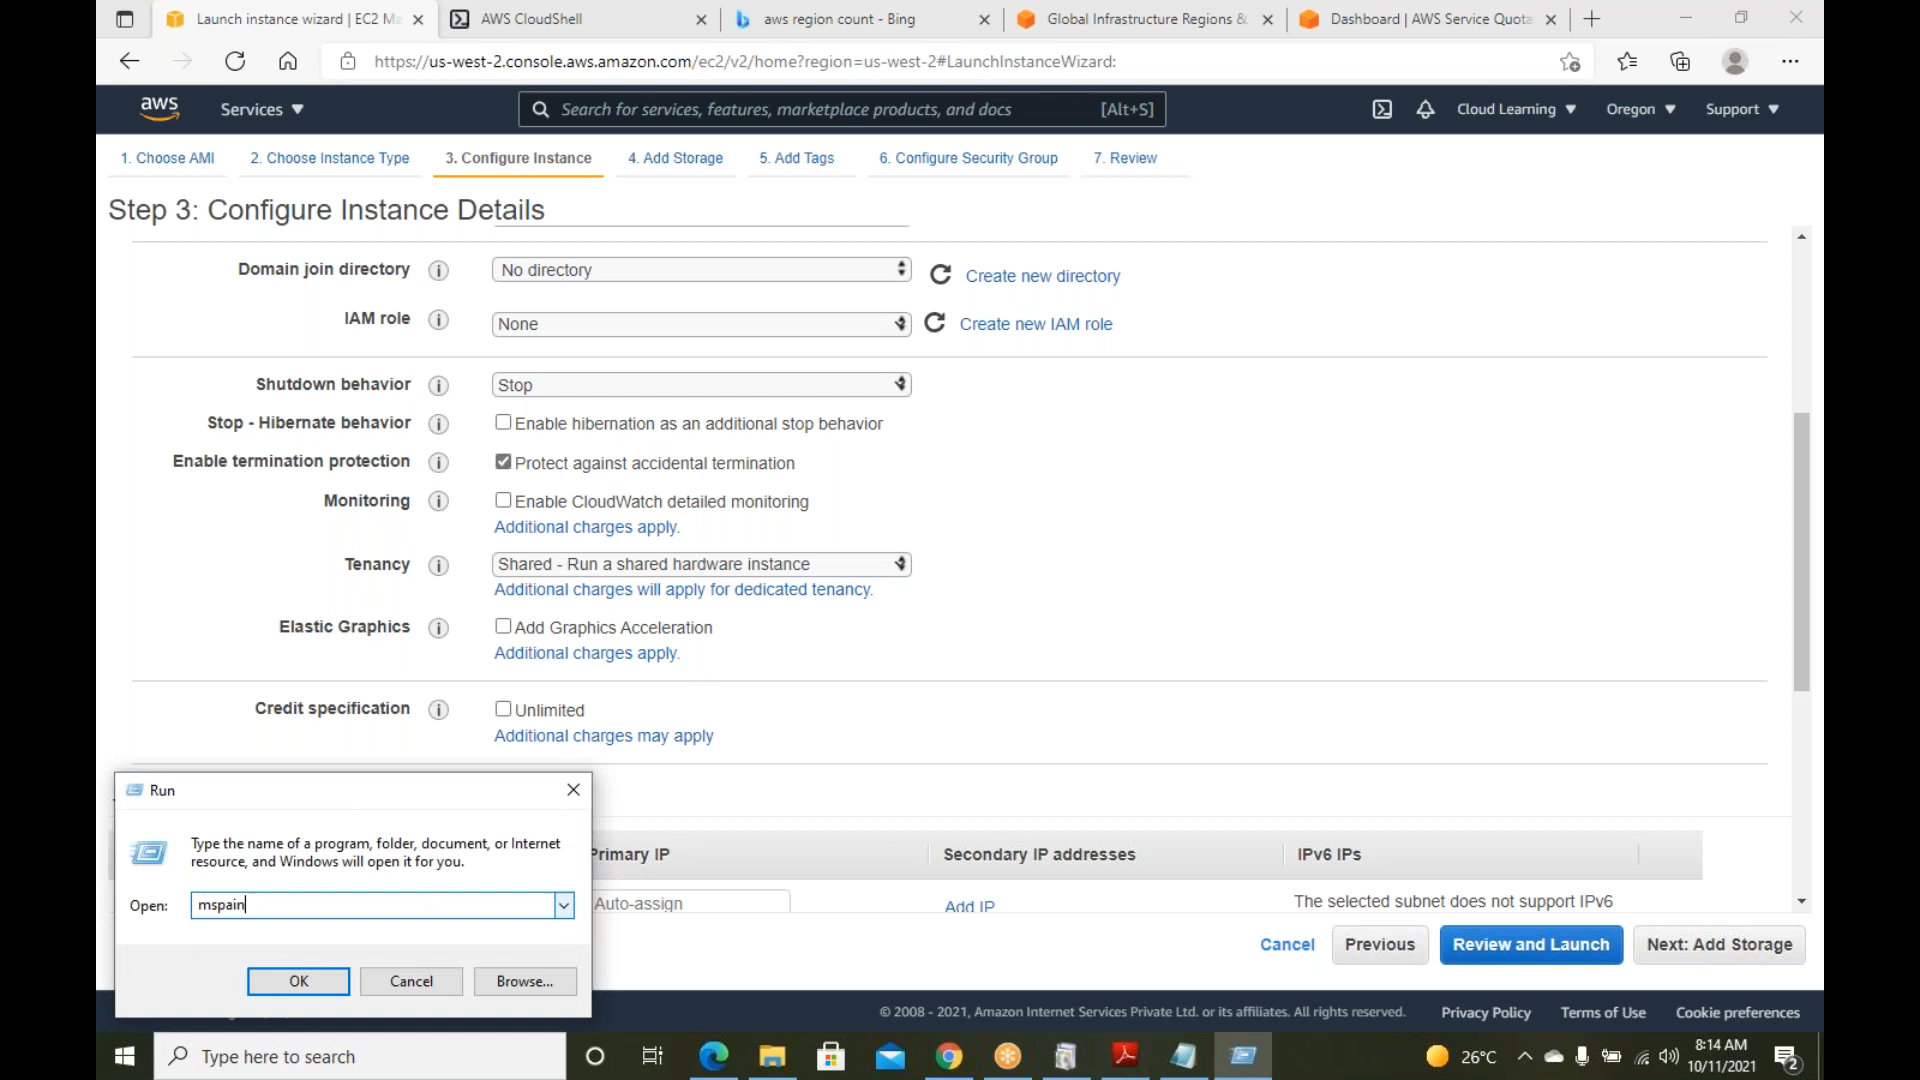 Launch instance wizard | EC2 Ma
AWS CloudShell
aws region count - Bing
Global Infrastructure Regions &
Dashboard | AWS Service Quota
https://us-west-2.console.aws.amazon.com/ec2/v2/home?region=us-west-2#LaunchInstanceWizard:
aws
Services
Search for services, features, marketplace products, and docs
[Alt+S]
Cloud Learning
Oregon
Support
1. Choose AMI
2. Choose Instance Type
3. Configure Instance
4. Add Storage
5. Add Tags
6. Configure Security Group
7. Review
Step 3: Configure Instance Details
Domain join directory
No directory
Create new directory
IAM role
None
Create new IAM role
Shutdown behavior
Stop
Stop - Hibernate behavior
Enable hibernation as an additional stop behavior
Enable termination protection
Protect against accidental termination
Monitoring
Enable CloudWatch detailed monitoring
Additional charges apply.
Tenancy
Shared - Run a shared hardware instance
Additional charges will apply for dedicated tenancy.
Elastic Graphics
Add Graphics Acceleration
Additional charges apply.
Credit specification
Unlimited
Additional charges may apply
Run
Type the name of a program, folder, document, or Internet
resource, and Windows will open it for you.
Open:
mspain
OK
Cancel
Browse...
Primary IP
Secondary IP addresses
IPv6 IPs
Auto-assign
Add IP
The selected subnet does not support IPv6
Cancel
Previous
Review and Launch
Next: Add Storage
© 2008 - 2021, Amazon Internet Services Private Ltd. or its affiliates. All rights reserved.
Privacy Policy
Terms of Use
Cookie preferences
Type here to search
26°C
8:14 AM
10/11/2021
2